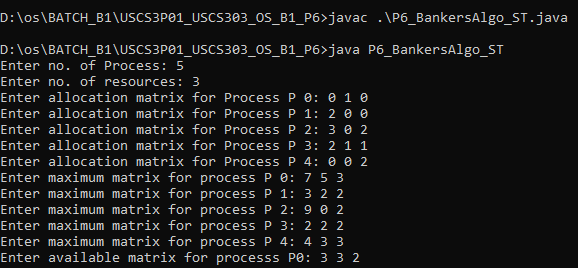 D:\os\BATCH_B1\USCS3P01_USCS303_OS_B1_P6>javac .\P6_BankersAlgo_ST.java
D:\os\BATCH_B1\USCS3P01_USCS303_OS_B1_P6>java P6_BankersAlgo_ST
Enter no. of Process: 5
Enter no. of resources: 3
Enter allocation matrix for Process P 0: 0 1 0
Enter allocation matrix for Process P 1: 2 0 0
Enter allocation matrix for Process P 2: 3 0 2
Enter allocation matrix for Process P 3: 2 1 1
Enter allocation matrix for Process P 4: 0 0 2
Enter maximum matrix for process P 0: 7 5 3
Enter maximum matrix for process P 1: 3 2 2
Enter maximum matrix for process P 2: 9 0 2
Enter maximum matrix for process P 3: 2 2 2
Enter maximum matrix for process P 4: 4 3 3
Enter available matrix for processs P0: 3 3 2